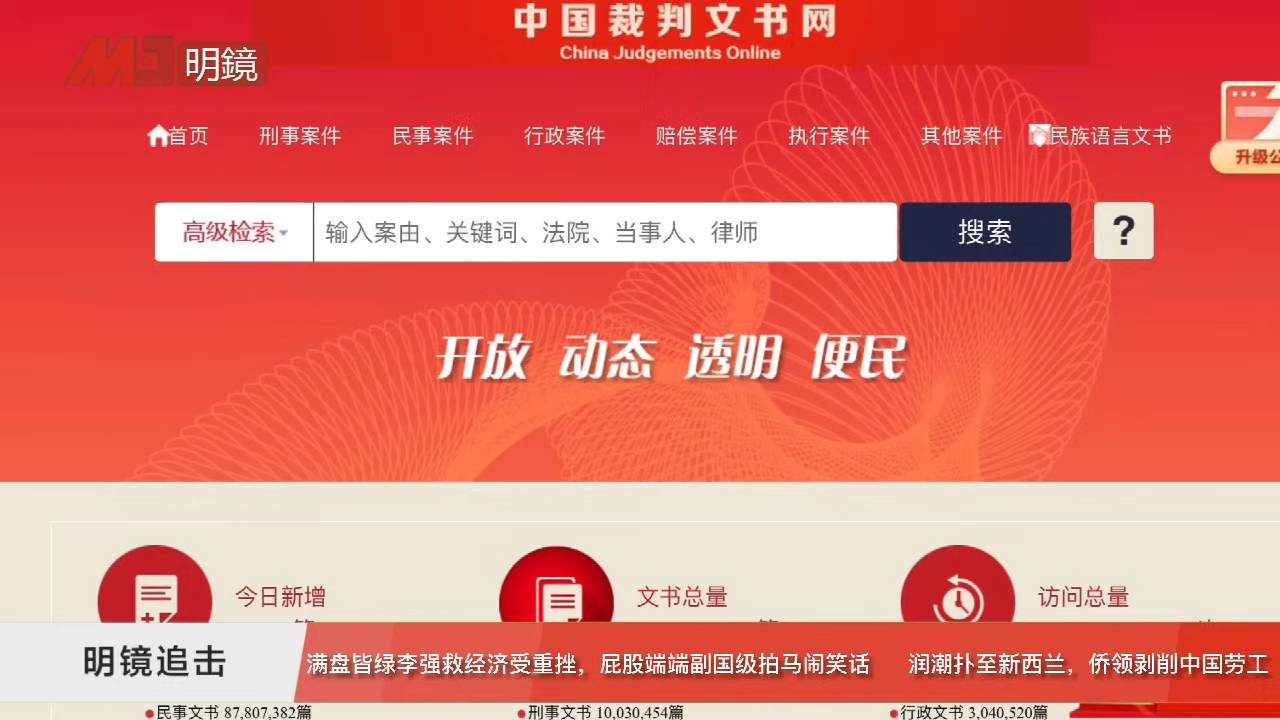 中国裁判文书网
China Judgements Online
明鏡
首页 刑事案件 民事案件 行政案件 赔偿案件 执行案件 其他案件 民族语言文书
升级公
高级检索 输入案由、关键词、法院、当事人、律师 搜索 ?
开放 动态 透明 便民
今日新增 文书总量 访问总量
明镜追击 满盘皆绿李强救经济受重挫，屁股端端副国级拍马闹笑话 润潮扑至新西兰，侨领剥削中国劳工
民事文书 87,807,382篇 刑事文书 10,030,454篇 行政文书 3,040,520篇